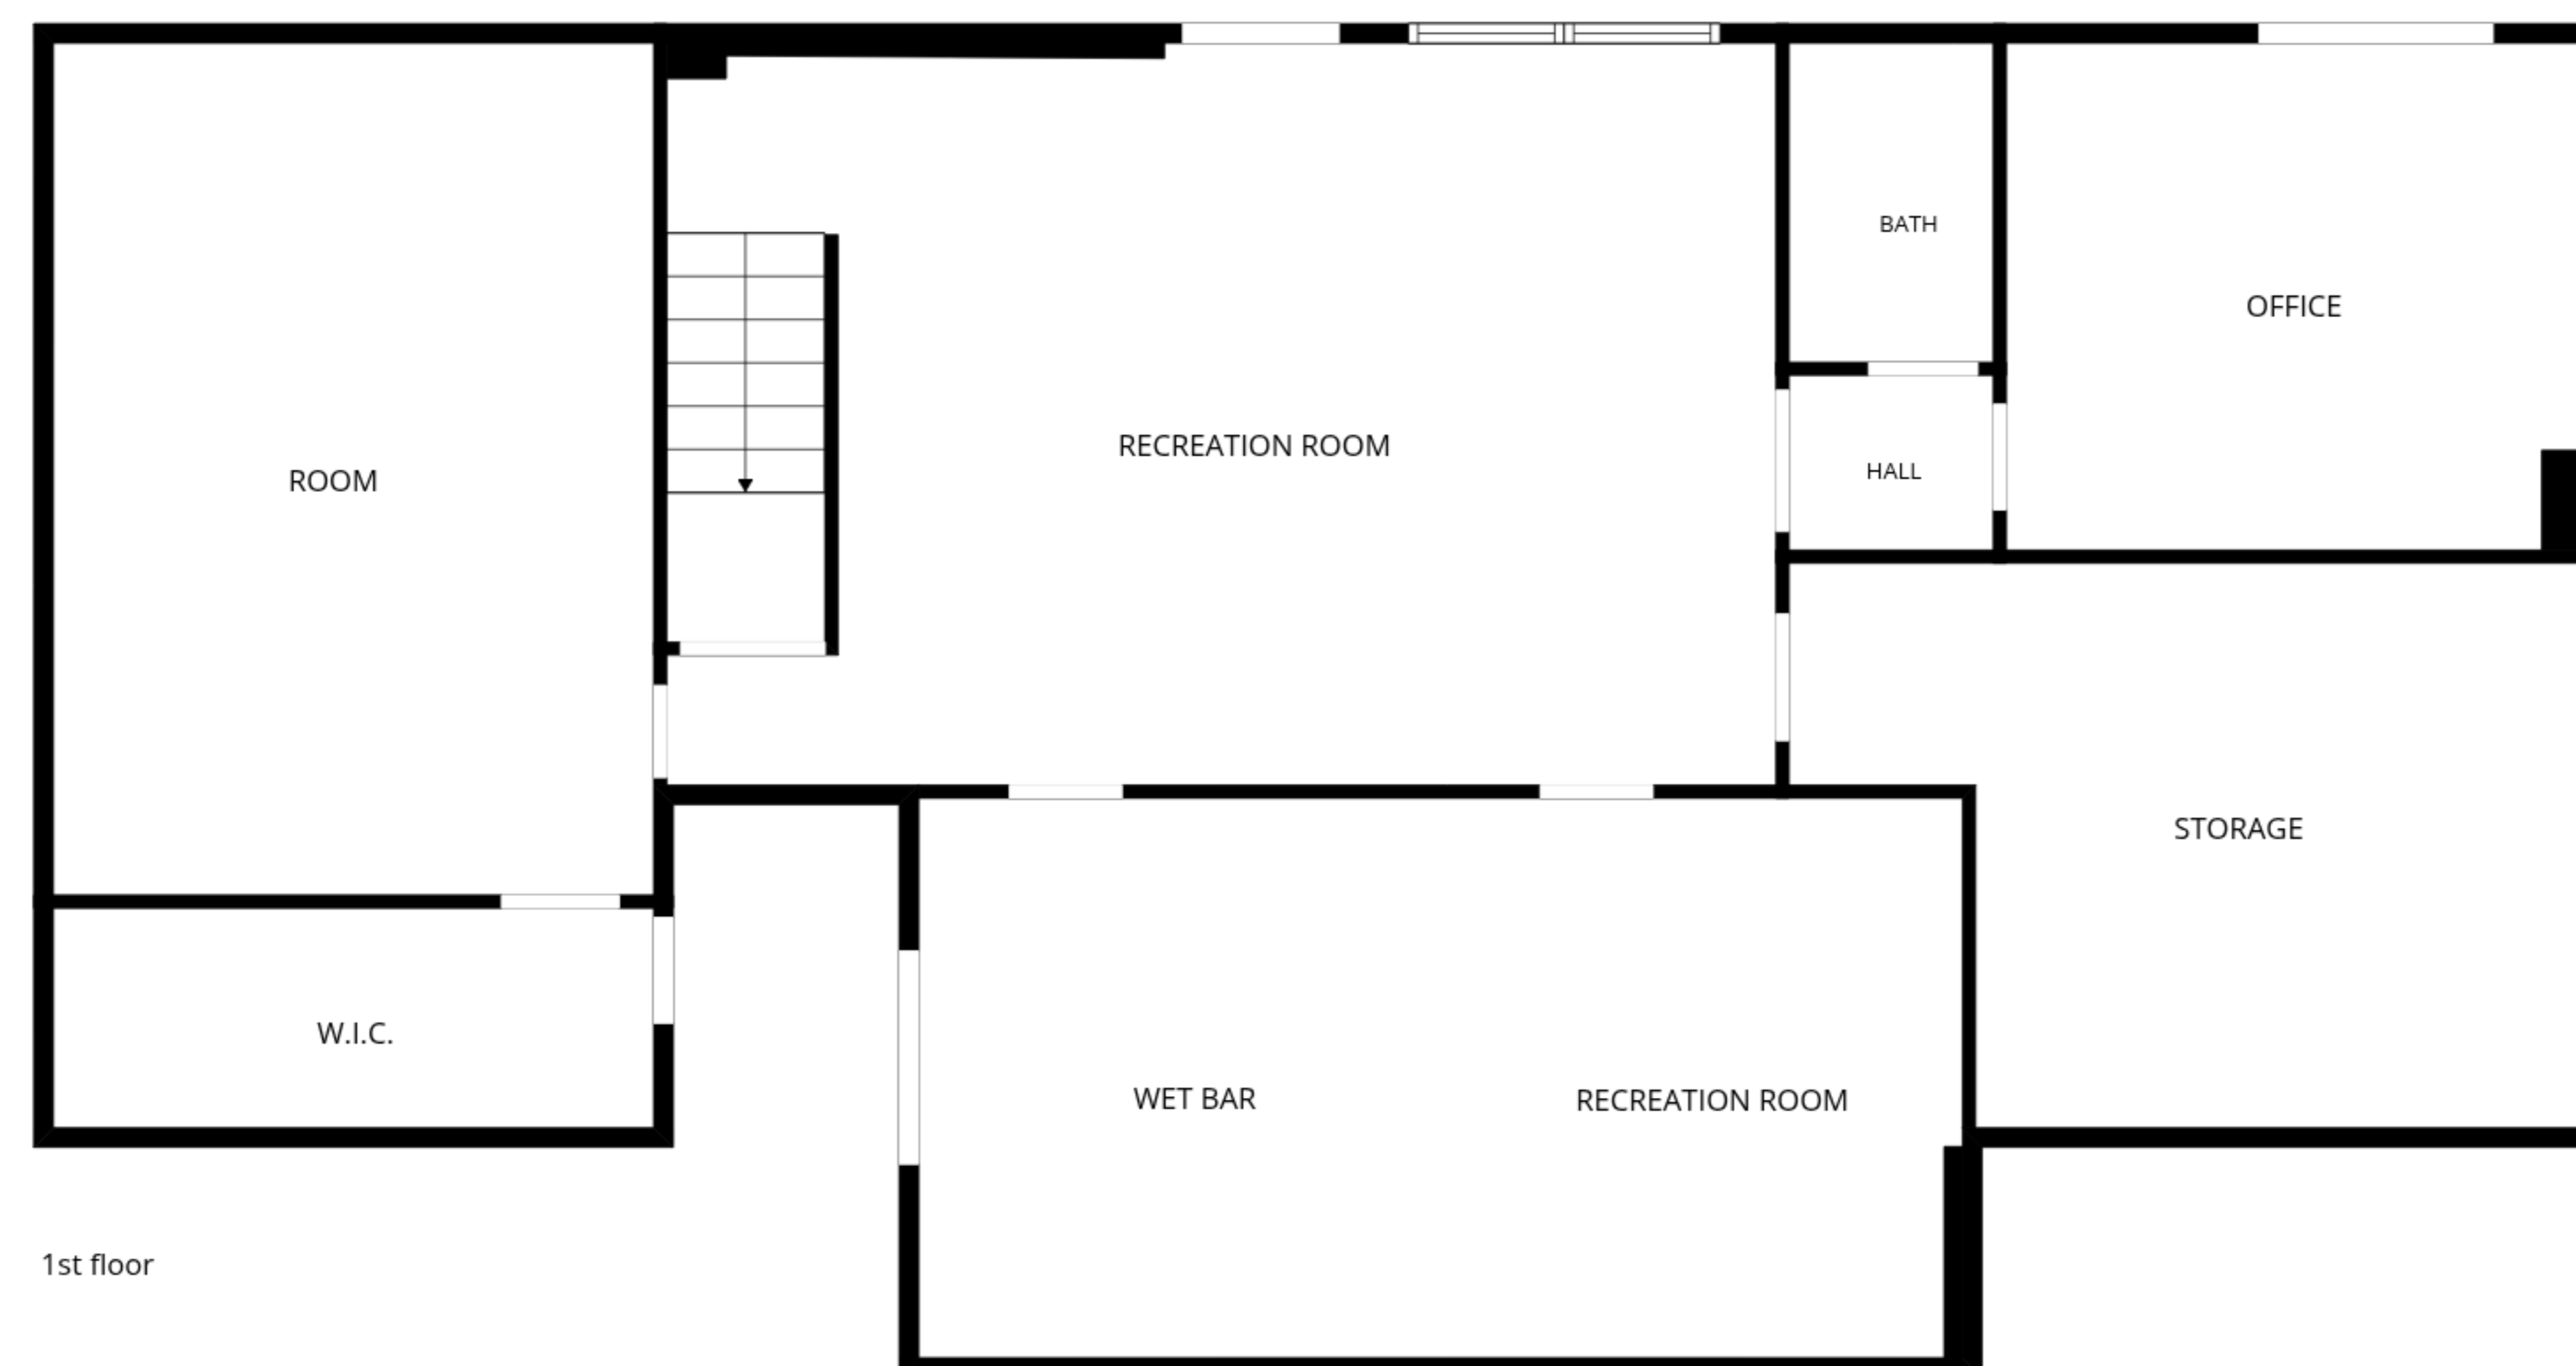 BATH
OFFICE
RECREATION ROOM
HALL
ROOM
STORAGE
W.I.C.
WET BAR
RECREATION ROOM
1st floor